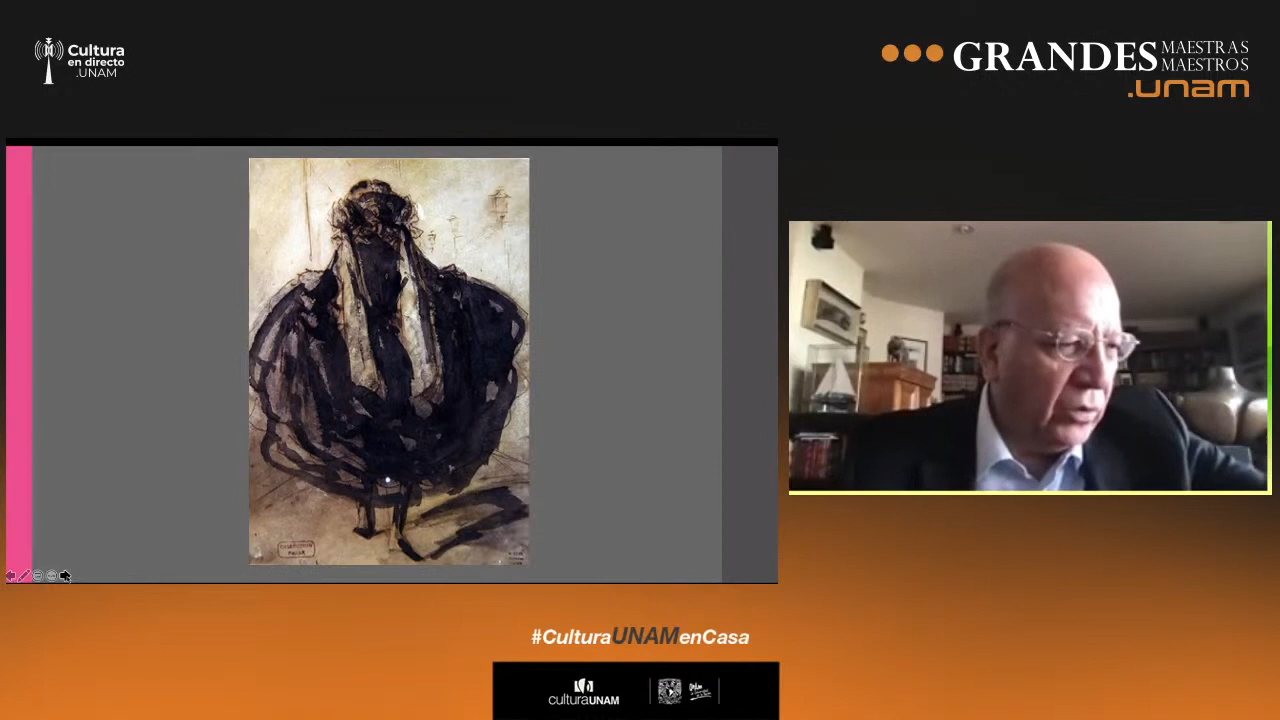 Cultura
en directo
.UNAM
GRANDES MAESTRAS
MAESTROS
.unam
#CulturaUNAMenCasa
culturaUNAM